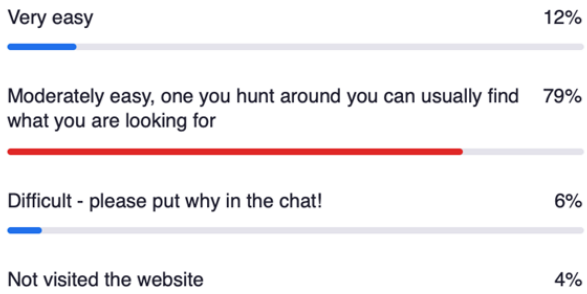 Very easy 12%
Moderately easy, one you hunt around you can usually find 79%
what you are looking for
Difficult - please put why in the chat! 6%
Not visited the website 4%